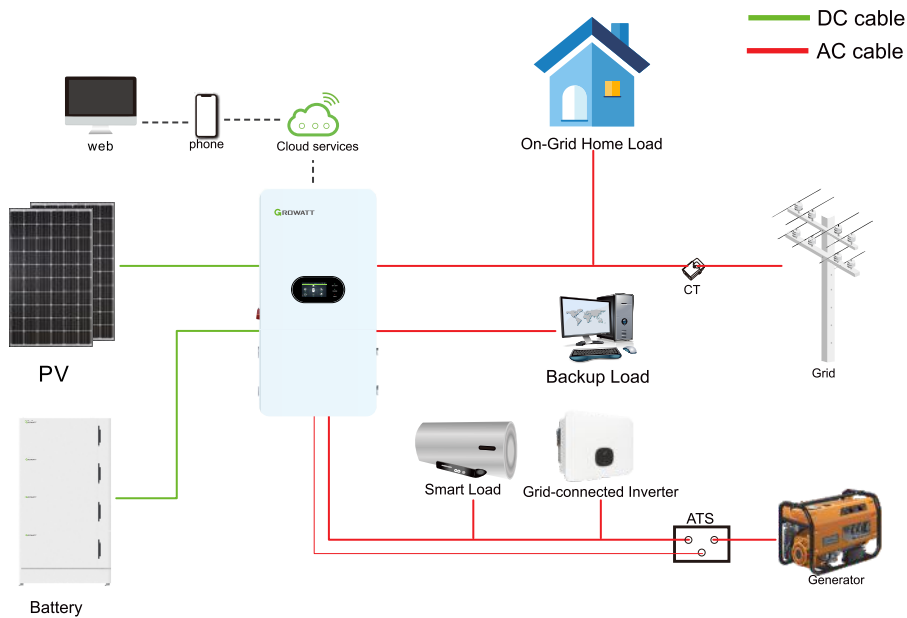 DC cable
AC cable
web
phone
Cloud services
On-Grid Home Load
GROWATT
CT
PV
Backup Load
Grid
Smart Load
Grid-connected Inverter
ATS
Generator
Battery